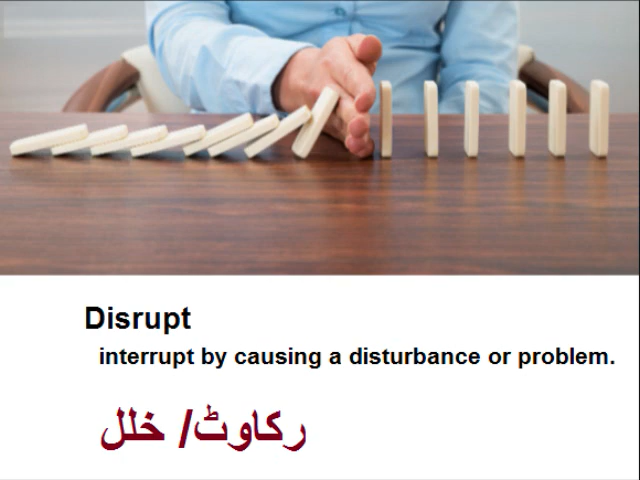 Disrupt
interrupt by causing a disturbance or problem.
رکاوٹ/ خلل